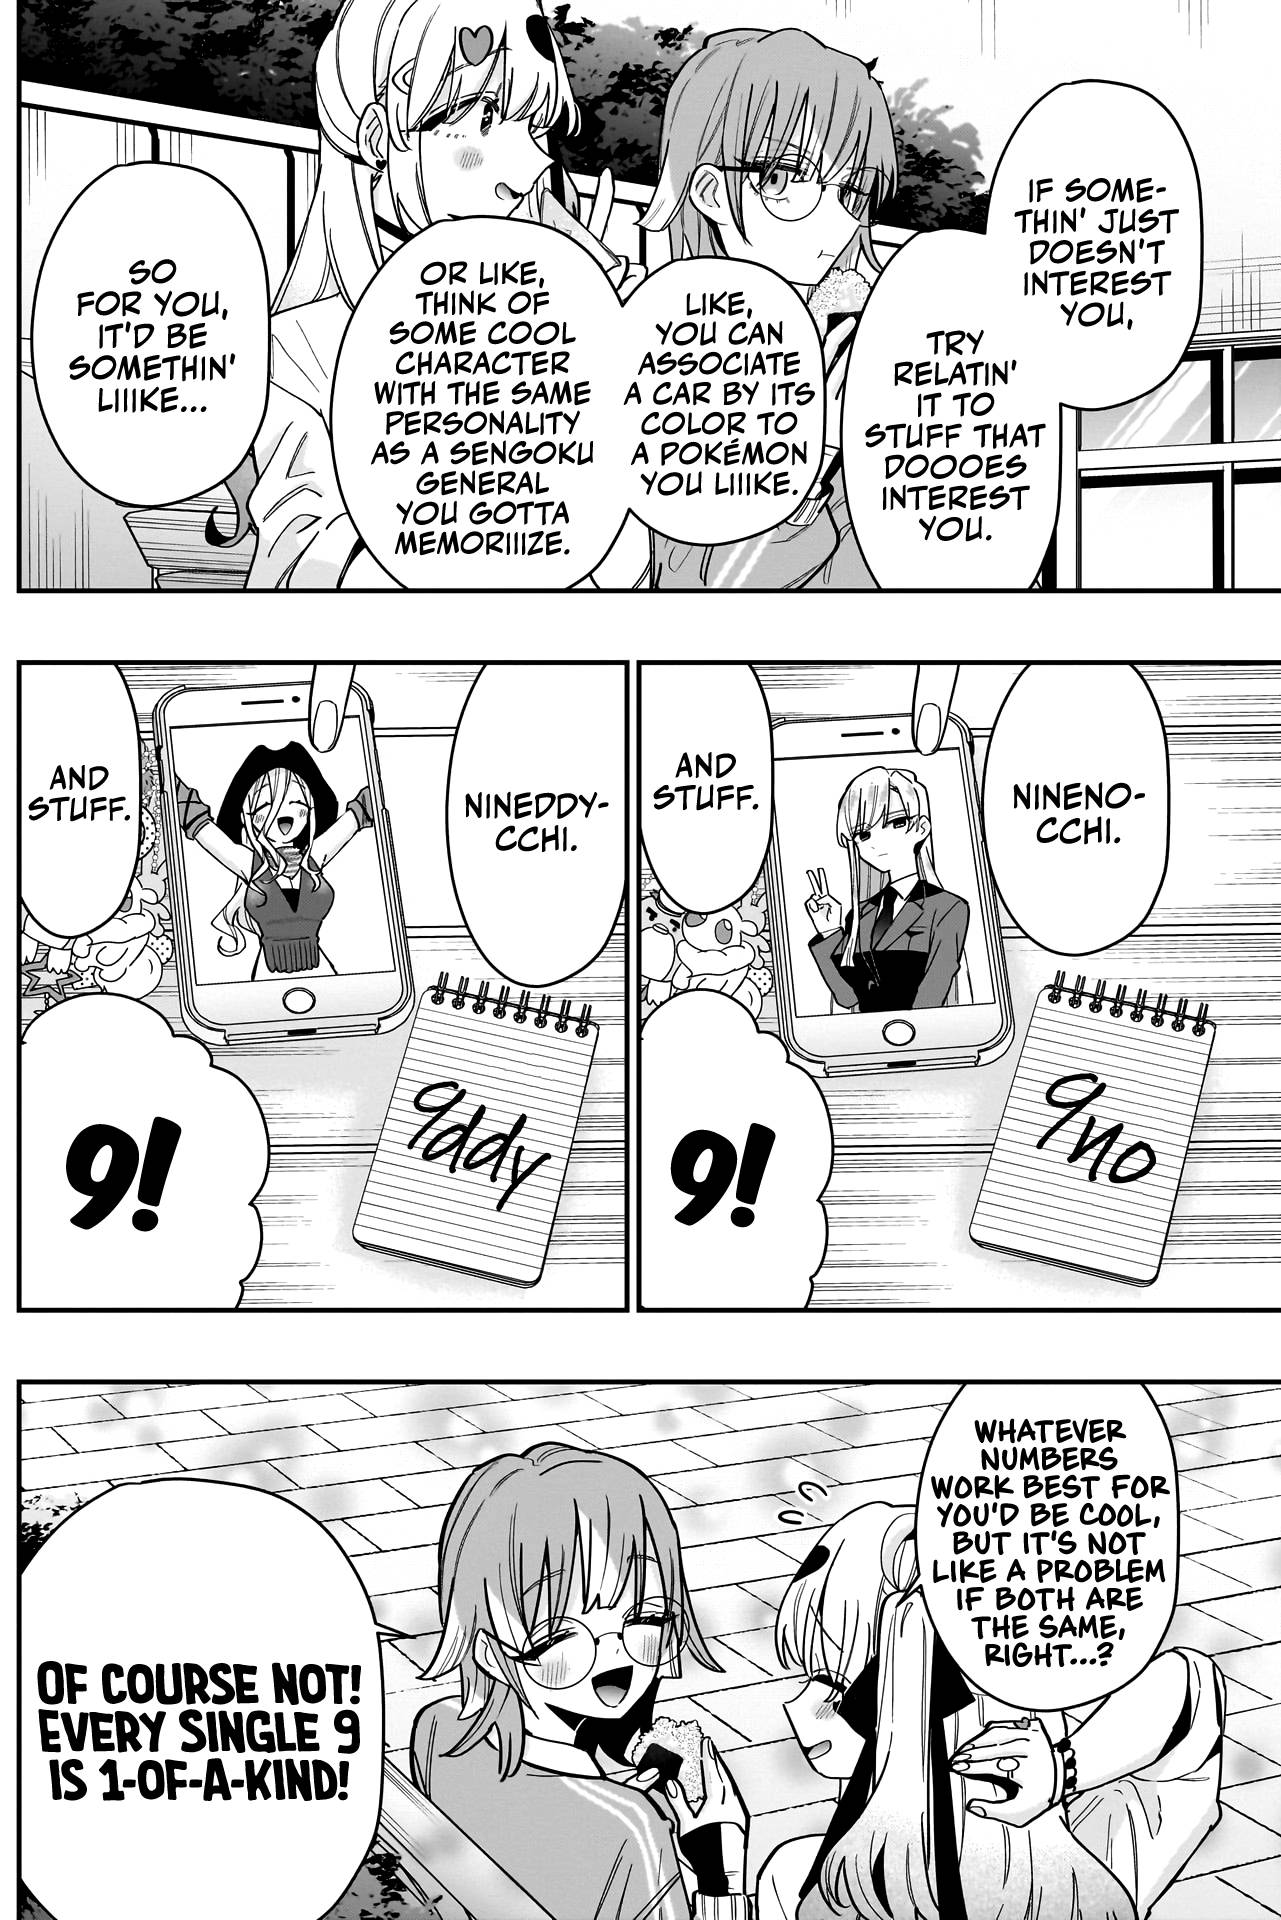 IF SOME-
THIN' JUST
DOESN'T
INTEREST
YOU,
TRY
RELATIN'
IT TO
STUFF THAT
DOOOES
INTEREST
YOU.
LIKE,
YOU CAN
ASSOCIATE
A CAR BY ITS
COLOR TO
A POKÉMON
YOU LIIIKE.
OR LIKE,
THINK OF
SOME COOL
CHARACTER
WITH THE SAME
PERSONALITY
AS A SENGOKU
GENERAL
YOU GOTTA
MEMORIIIZE.
SO
FOR YOU,
IT'D BE
SOMETHIN'
LIIIKE...
NINENO-
CCHI.
AND
STUFF.
9no
9!
NINEDDY-
CCHI.
AND
STUFF.
9ddy
9!
WHATEVER
NUMBERS
WORK BEST FOR
YOU'D BE COOL,
BUT IT'S NOT
LIKE A PROBLEM
IF BOTH ARE
THE SAME,
RIGHT...?
OF COURSE NOT!
EVERY SINGLE 9
IS 1-OF-A-KIND!